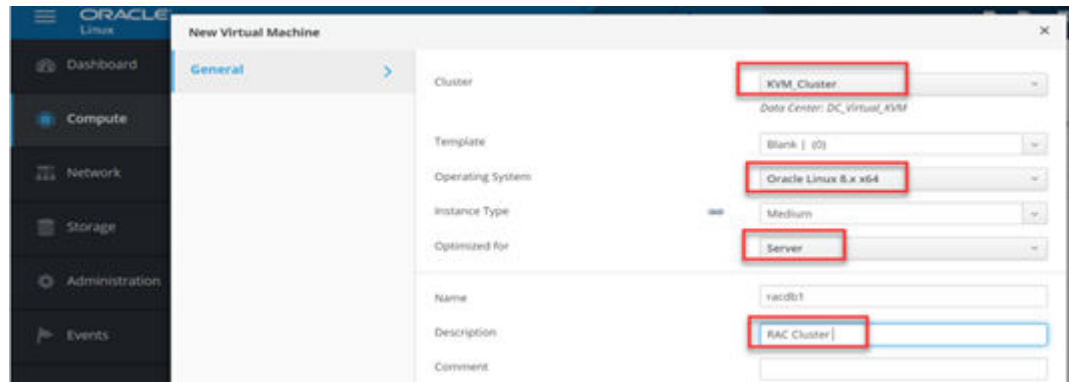 ORACLE
Linux
New Virtual Machine
Dashboard
Compute
Network
Storage
Administration
Events
General
Cluster
KVM_Cluster
Data Center: DC_Virtual_KVM
Template
Blank | (0)
Operating System
Oracle Linux 8.x x64
Instance Type
Medium
Optimized for
Server
Name
racdb1
Description
RAC Cluster
Comment